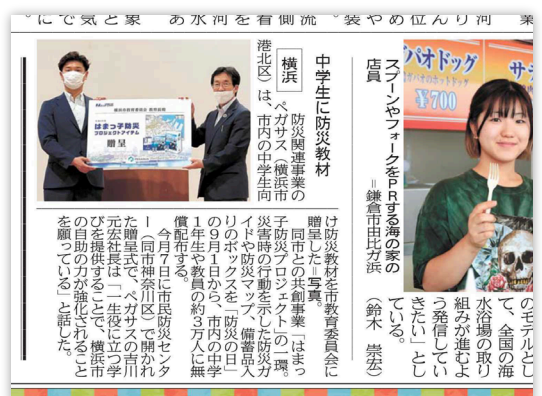 パオドッグ
¥700
サテ
スプーンやフォークをPRする海の家の
店員　＝鎌倉市由比ガ浜
のモデルとし
て、全国の海
水浴場の取り
組みが進むよ
う発信してい
きたい」とし
ている。
（鈴木　崇宏）
中学生に防災教材
横浜
防災関連事業の
ペガサス（横浜市
港北区）は、市内の中学生向
け防災教材を市教育委員会に
贈呈した＝写真。
同市との共創事業「はまっ
子防災プロジェクト」の一環。
災害時の行動を示した防災ガ
イドや防災マップ、備蓄品入
りのボックスを「防災の日」
の9月1日から、市内の中学
1年生や教員の約3万人に無
償配布する。
今月7日に市民防災センタ
ー（同市神奈川区）で開かれ
た贈呈式で、ペガサスの吉川
元宏社長は「一生役に立つ学
びを提供することで、横浜市
の自助の力が強化されること
を願っている」と話した。
はまっ子防災
プロジェクトアイテム
贈呈